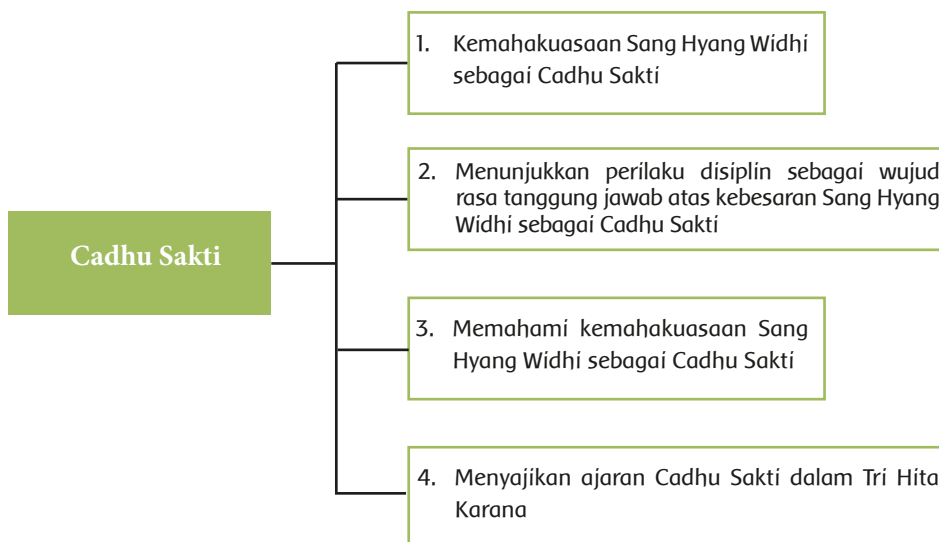 1. Kemahakuasaan Sang Hyang Widhi
sebagai Cadhu Sakti
2. Menunjukkan perilaku disiplin sebagai wujud
rasa tanggung jawab atas kebesaran Sang Hyang
Widhi sebagai Cadhu Sakti
Cadhu Sakti
3. Memahami kemahakuasaan Sang
Hyang Widhi sebagai Cadhu Sakti
4. Menyajikan ajaran Cadhu Sakti dalam Tri Hita
Karana